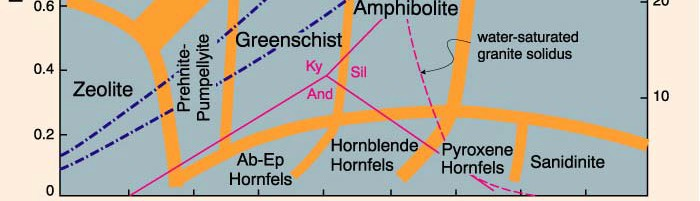 0.6
Amphibolite
20
water-saturated
granite solidus
Greenschist
Prehnite-
Pumpellyite
Ky
Sil
0.4
Zeolite
And
10
0.2
Ab-Ep
Hornfels
Hornblende
Hornfels
Pyroxene
Hornfels
Sanidinite
0